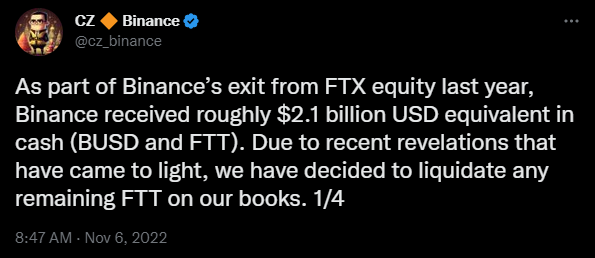 CZ 🔶 Binance
@cz_binance
As part of Binance’s exit from FTX equity last year,
Binance received roughly $2.1 billion USD equivalent in
cash (BUSD and FTT). Due to recent revelations that
have came to light, we have decided to liquidate any
remaining FTT on our books. 1/4
8:47 AM · Nov 6, 2022